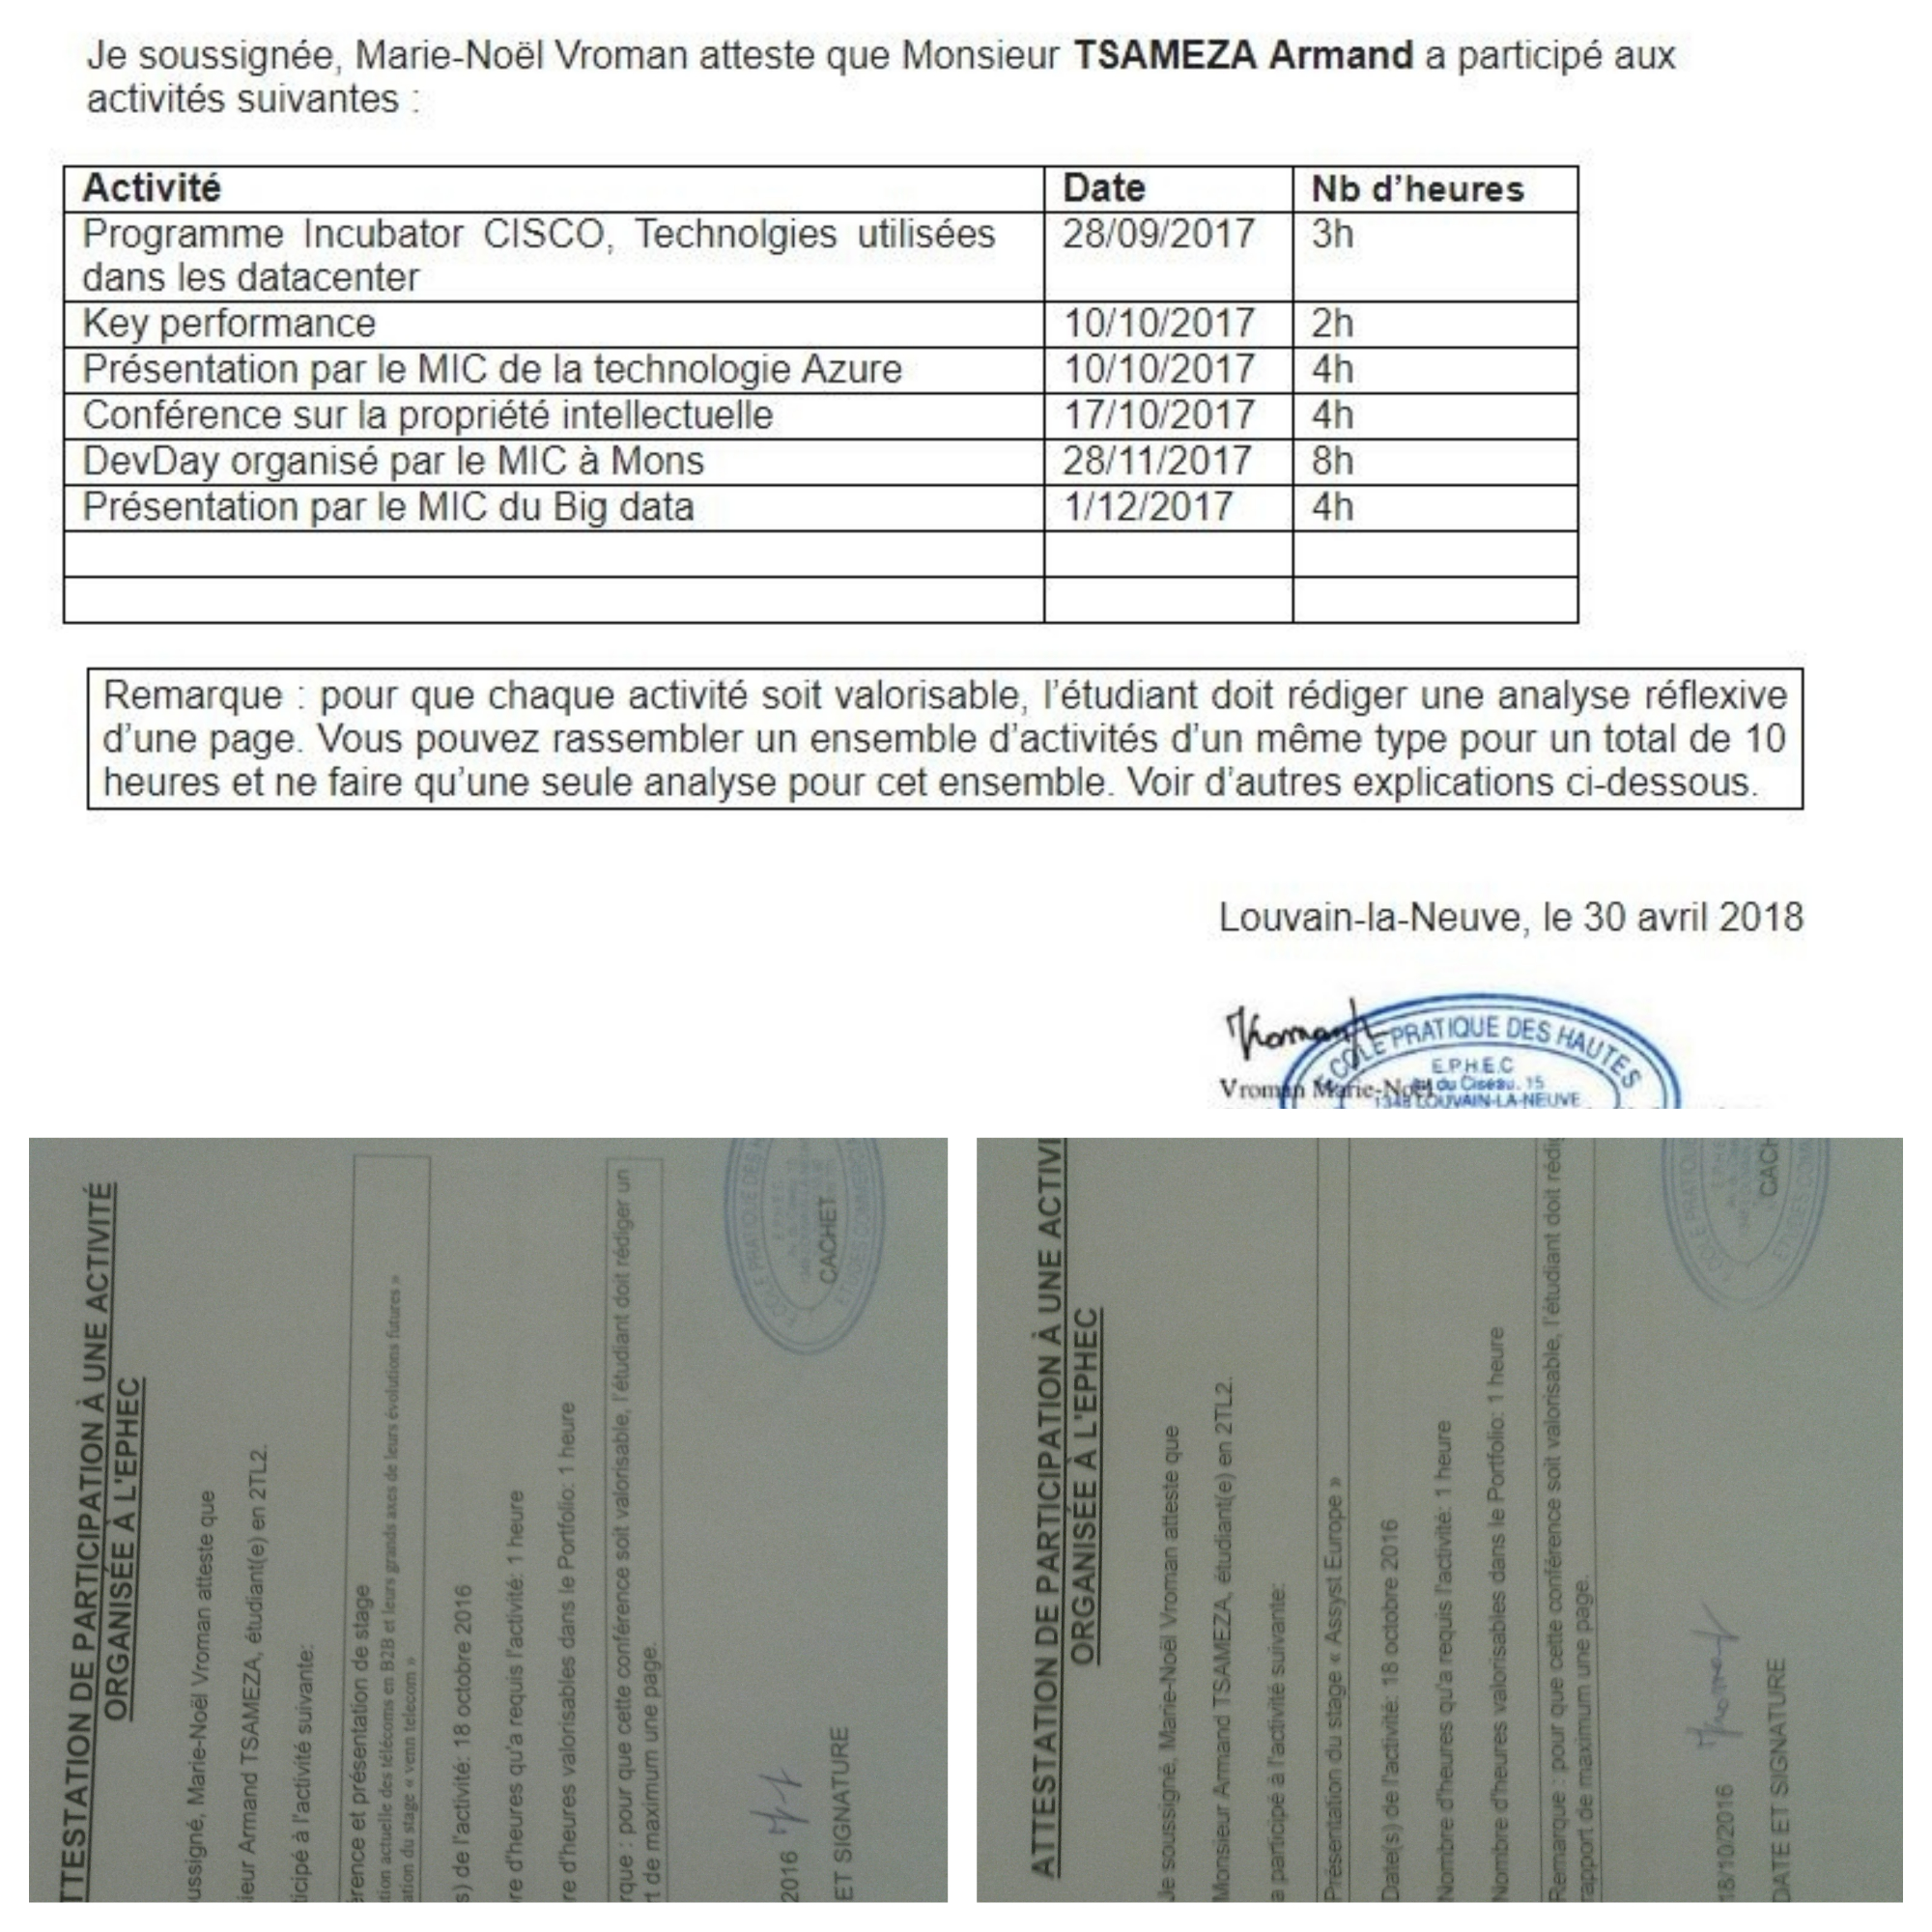 TTESTATION DE PARTICIPATION À UNE ACTIVITÉ
ORGANISÉE À L'EPHEC
ussigné, Marie-Noël Vroman atteste que
ieur Armand TSAMEZA, étudiant(e) en 2TL2.
ticipé à l'activité suivante:
érence et présentation de stage
tion actuelle des télécoms en B2B et leurs grands axes de leurs évolutions futures »
ation du stage « venn telecom »
s) de l'activité: 18 octobre 2016
re d'heures qu'a requis l'activité: 1 heure
re d'heures valorisables dans le Portfolio: 1 heure
rque : pour que cette conférence soit valorisable, l'étudiant doit rédiger un
t de maximum une page.
2016
ET SIGNATURE
ECOLE PRATIQUE DES H
EPHEC
CACHET
ETUDES COMMERCI
ATTESTATION DE PARTICIPATION À UNE ACTIVI
ORGANISÉE À L'EPHEC
Je soussigné, Marie-Noël Vroman atteste que
Monsieur Armand TSAMEZA, étudiant(e) en 2TL2.
a participé à l'activité suivante:
Présentation du stage « Assyst Europe »
Date(s) de l'activité: 18 octobre 2016
Nombre d'heures qu'a requis l'activité: 1 heure
Nombre d'heures valorisables dans le Portfolio: 1 heure
Remarque : pour que cette conférence soit valorisable, l'étudiant doit rédig
rapport de maximum une page.
18/10/2016
DATE ET SIGNATURE
ECOLE PRATIQUE
CACH
ETUDES COMM
Je soussignée, Marie-Noël Vroman atteste que Monsieur TSAMEZA Armand a participé aux
activités suivantes :
Activité Date Nb d'heures
Programme Incubator CISCO, Technolgies utilisées 28/09/2017 3h
dans les datacenter
Key performance 10/10/2017 2h
Présentation par le MIC de la technologie Azure 10/10/2017 4h
Conférence sur la propriété intellectuelle 17/10/2017 4h
DevDay organisé par le MIC à Mons 28/11/2017 8h
Présentation par le MIC du Big data 1/12/2017 4h
Remarque : pour que chaque activité soit valorisable, l'étudiant doit rédiger une analyse réflexive
d'une page. Vous pouvez rassembler un ensemble d'activités d'un même type pour un total de 10
heures et ne faire qu'une seule analyse pour cet ensemble. Voir d'autres explications ci-dessous.
Louvain-la-Neuve, le 30 avril 2018
ECOLE PRATIQUE DES HAUTES
E.P.H.E.C
Av du Ciseau, 15
1348 LOUVAIN-LA-NEUVE
Vroman Marie-Noël